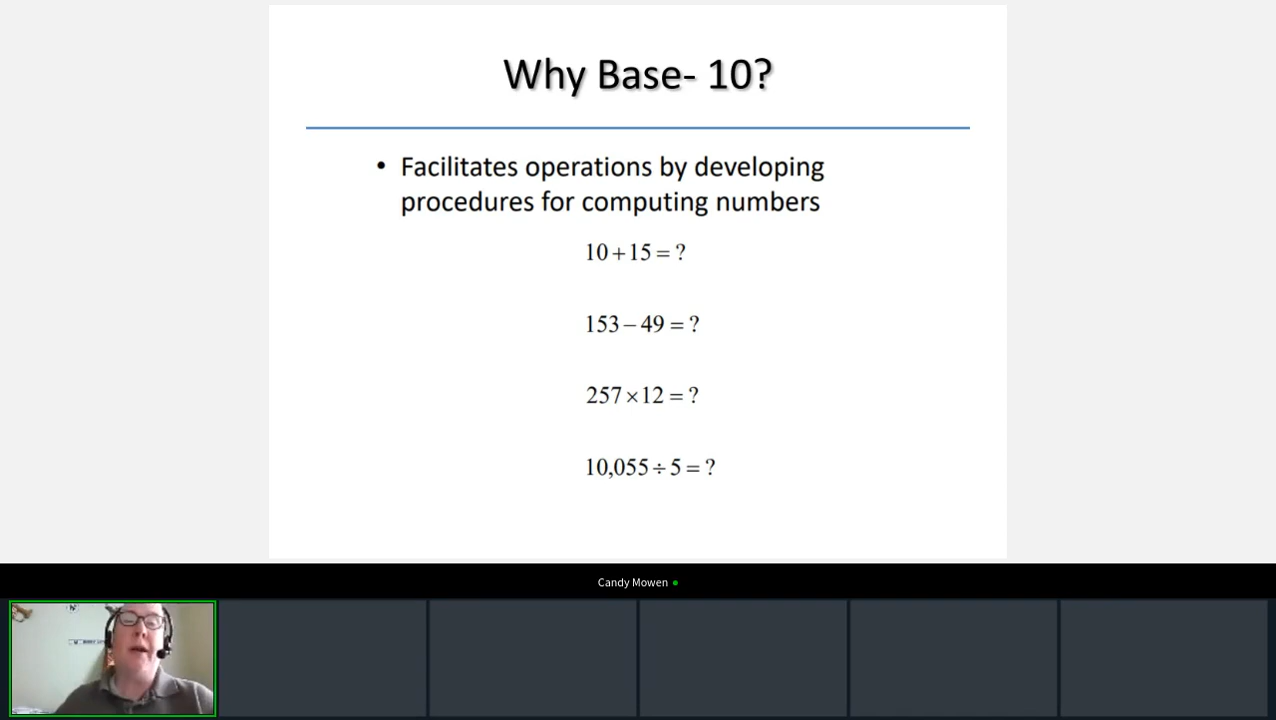 Why Base- 10?
• Facilitates operations by developing
procedures for computing numbers
10 + 15 = ?
153 – 49 = ?
257 × 12 = ?
10,055 ÷ 5 = ?
Candy Mowen